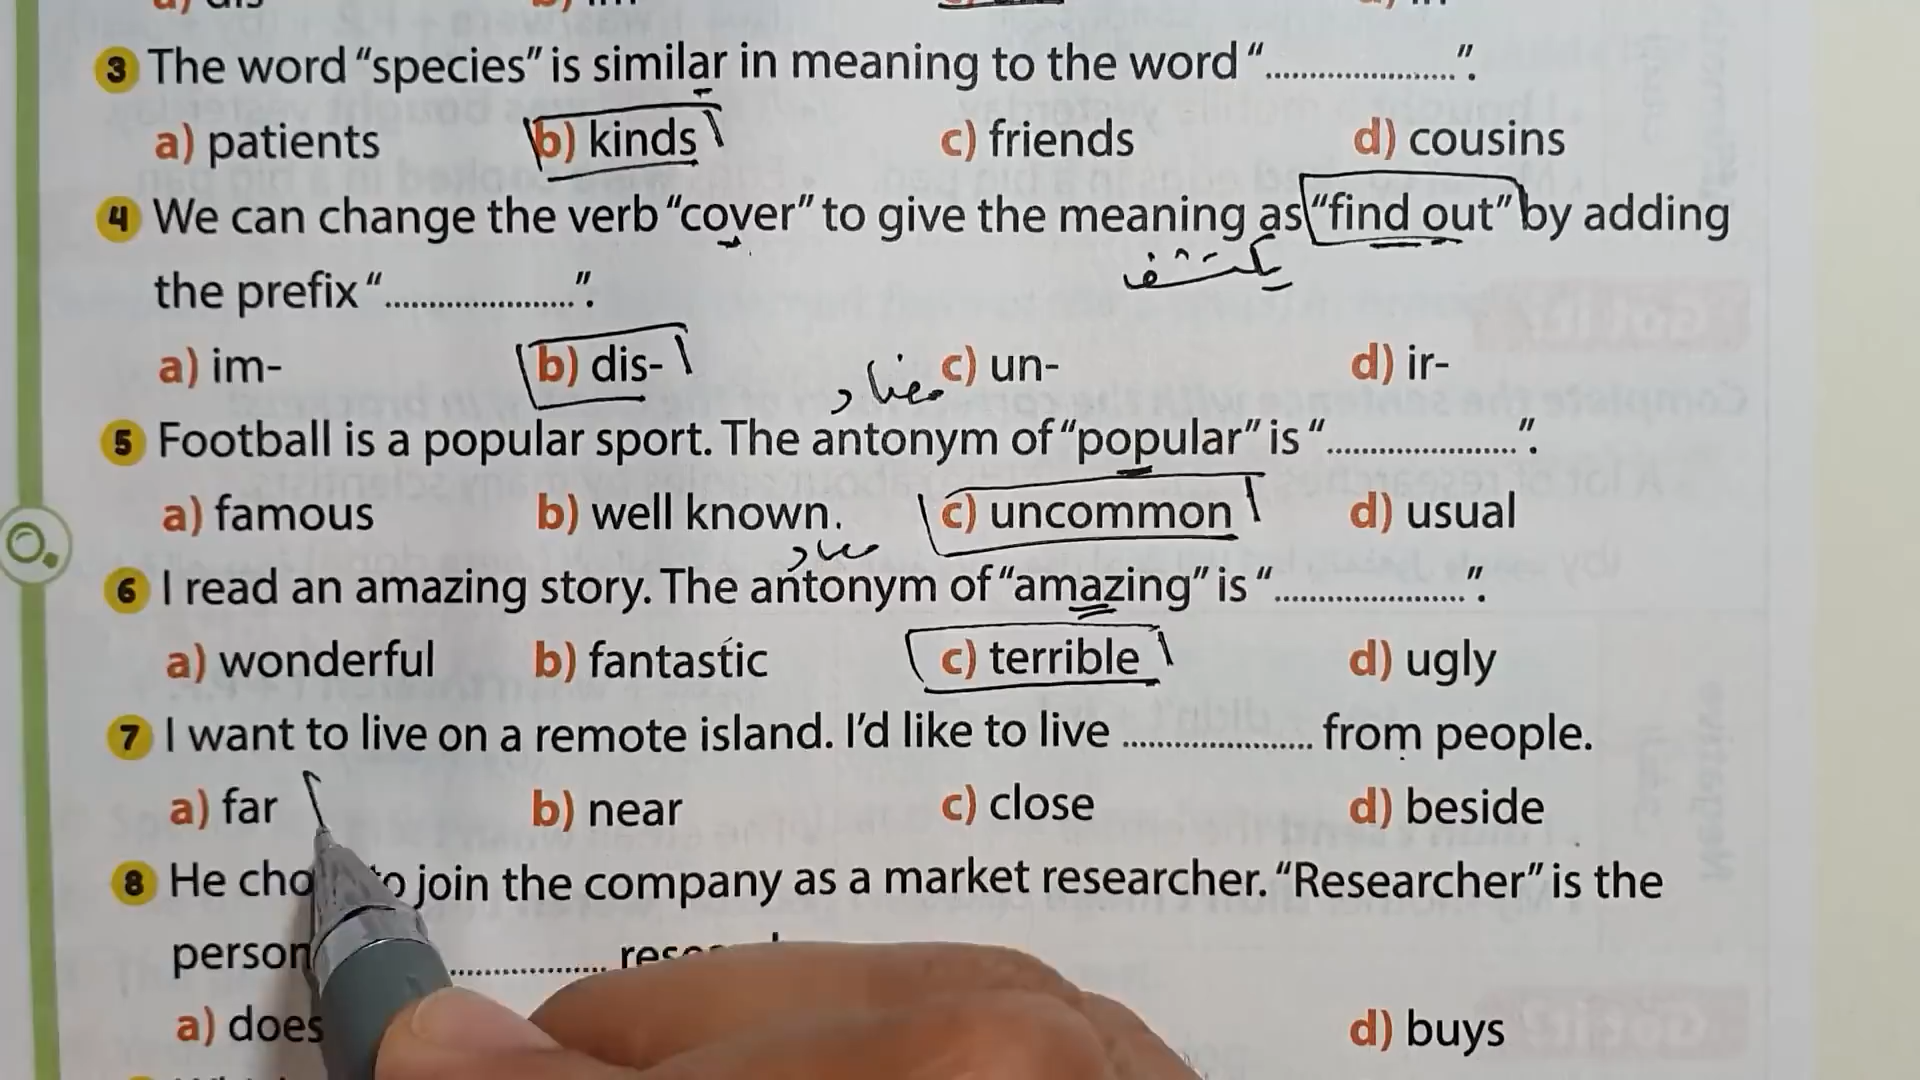 3 The word “species” is similar in meaning to the word “.....................”.
a) patients b) kinds c) friends d) cousins
4 We can change the verb “cover” to give the meaning as “find out” by adding
يكتشف
the prefix “.....................”.
a) im- b) dis- c) un- d) ir-
مضاد
5 Football is a popular sport. The antonym of “popular” is “.....................”.
a) famous b) well known. c) uncommon d) usual
مضاد
6 I read an amazing story. The antonym of “amazing” is “.....................”.
a) wonderful b) fantastic c) terrible d) ugly
7 I want to live on a remote island. I’d like to live ..................... from people.
a) far b) near c) close d) beside
8 He to join the company as a market researcher. “Researcher” is the
person ..................
a) does d) buys